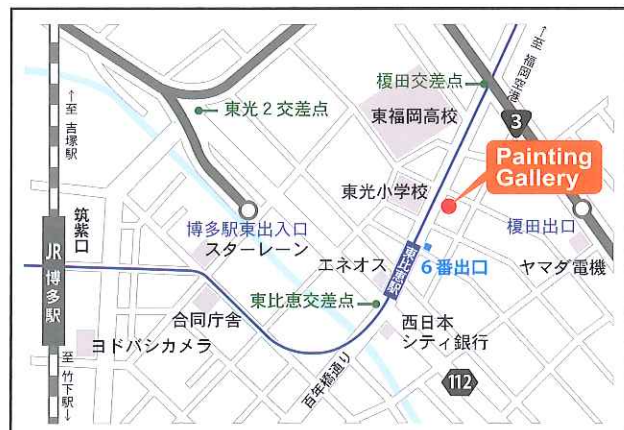 ↑至 吉塚駅
筑紫口
JR 博多駅
至 竹下駅↓
東光2交差点
博多駅東出入口
スターレーン
合同庁舎
ヨドバシカメラ
榎田交差点
東福岡高校
↑至 福岡空港
3
Painting
Gallery
東光小学校
榎田出口
ヤマダ電機
エネオス
東比恵駅
6番出口
東比恵交差点
西日本
シティ銀行
百年橋通り
112